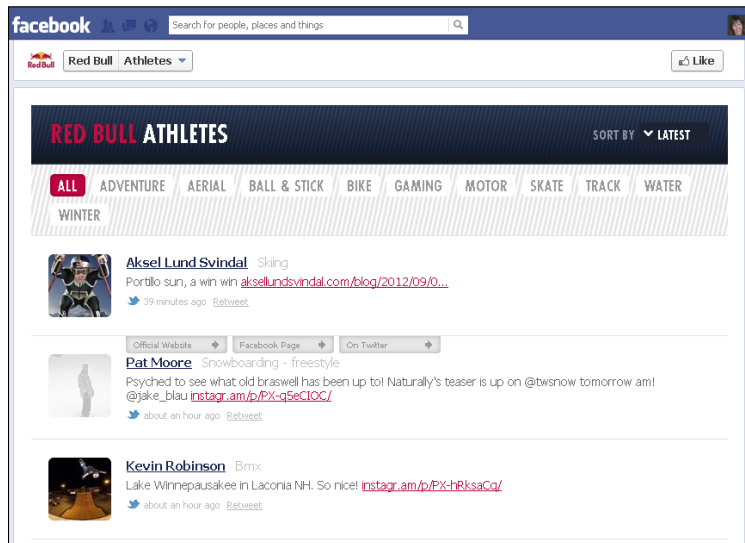 facebook Search for people, places and things
Red Bull Red Bull Athletes Like
RED BULL ATHLETES SORT BY LATEST
ALL ADVENTURE AERIAL BALL & STICK BIKE GAMING MOTOR SKATE TRACK WATER
WINTER
Aksel Lund Svindal Skiing
Portillo sun, a win win aksellundsvindal.com/blog/2012/09/0...
39 minutes ago Retweet
Official Website Facebook Page On Twitter
Pat Moore Snowboarding - freestyle
Psyched to see what old braswell has been up to! Naturally's teaser is up on @twsnow tomorrow am!
@jake_blau instagr.am/p/PX-q5eCIOC/
about an hour ago Retweet
Kevin Robinson Bmx
Lake Winnepausakee in Laconia NH. So nice! instagr.am/p/PX-hRksaCq/
about an hour ago Retweet